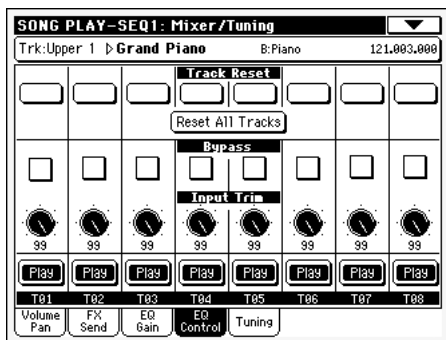 SONG PLAY-SEQ1: Mixer/Tuning
Trk:Upper 1 ▷Grand Piano B:Piano 121.003.000
Track Reset
Reset All Tracks
Bypass
Input Trim
99 99 99 99 99 99 99 99
Play Play Play Play Play Play Play Play
T01 T02 T03 T04 T05 T06 T07 T08
Volume Pan FX Send EQ Gain EQ Control Tuning